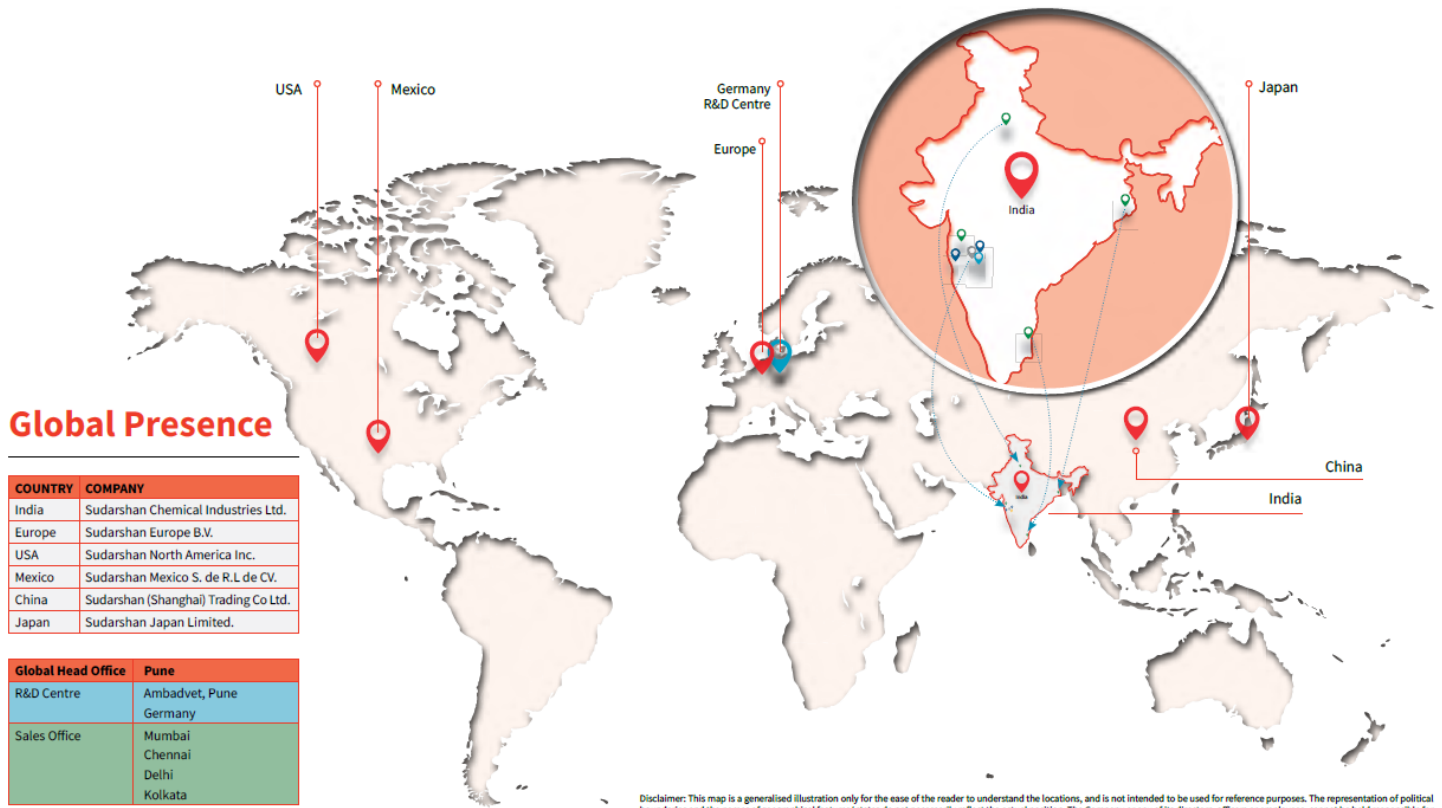 USA
Mexico
Germany
R&D Centre
Europe
Japan
India
China
India
India
Global Presence
COUNTRY COMPANY
India Sudarshan Chemical Industries Ltd.
Europe Sudarshan Europe B.V.
USA Sudarshan North America Inc.
Mexico Sudarshan Mexico S. de R.L de CV.
China Sudarshan (Shanghai) Trading Co Ltd.
Japan Sudarshan Japan Limited.
Global Head Office Pune
R&D Centre Ambadvet, Pune
Germany
Sales Office Mumbai
Chennai
Delhi
Kolkata
Disclaimer: This map is a generalised illustration only for the ease of the reader to understand the locations, and is not intended to be used for reference purposes. The representation of political